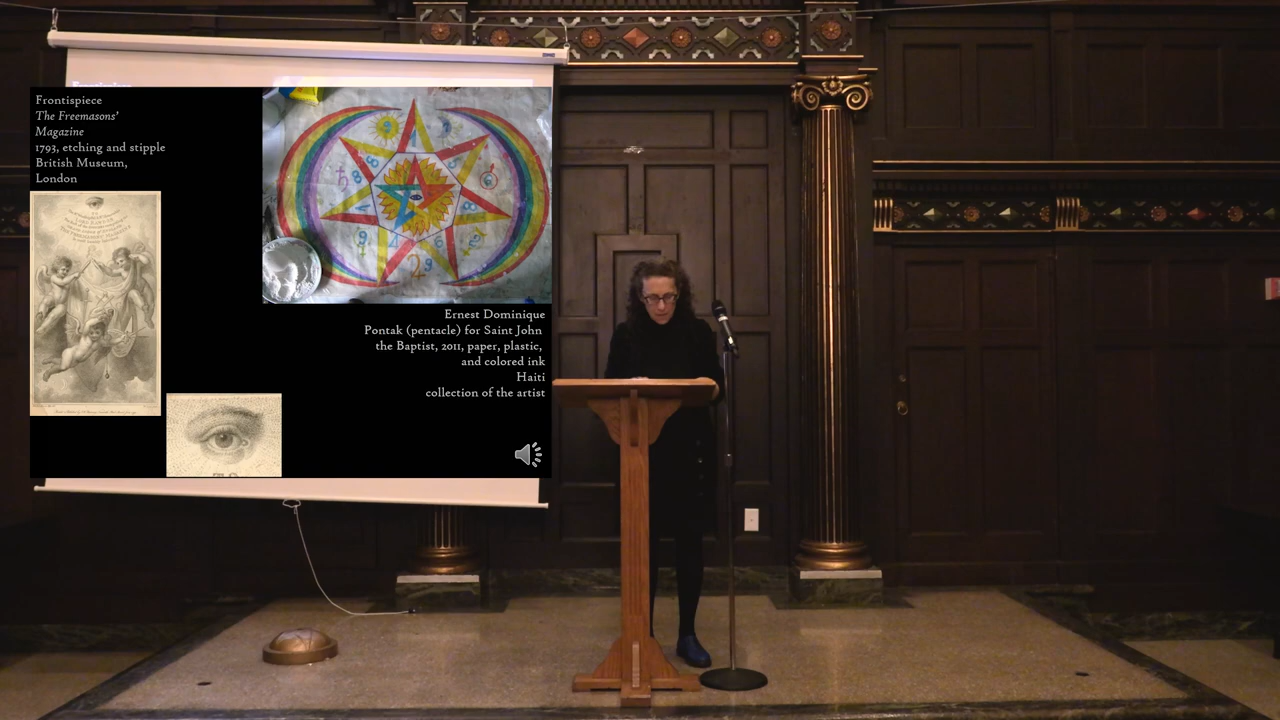 Frontispiece
The Freemasons'
Magazine
1793, etching and stipple
British Museum,
London
Ernest Dominique
Pontak (pentacle) for Saint John
the Baptist, 2011, paper, plastic,
and colored ink
Haiti
collection of the artist
TO